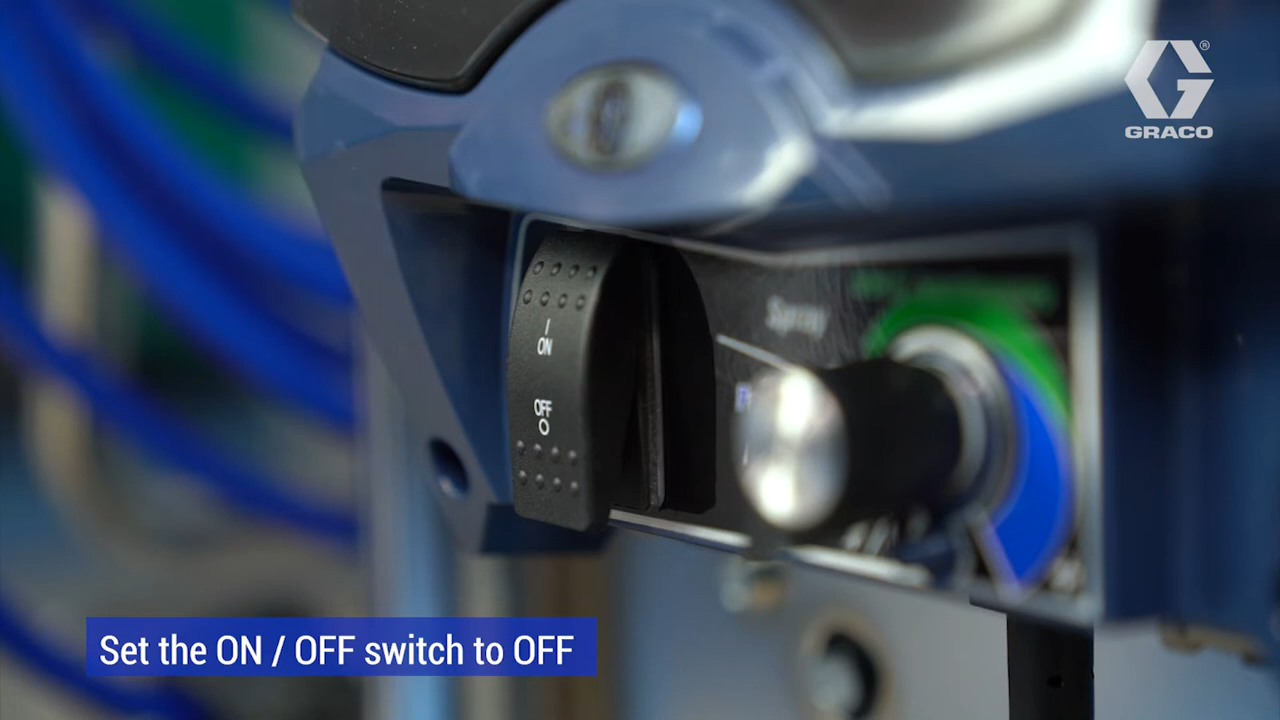 GRACO
Spray
I
ON
OFF
O
Set the ON / OFF switch to OFF